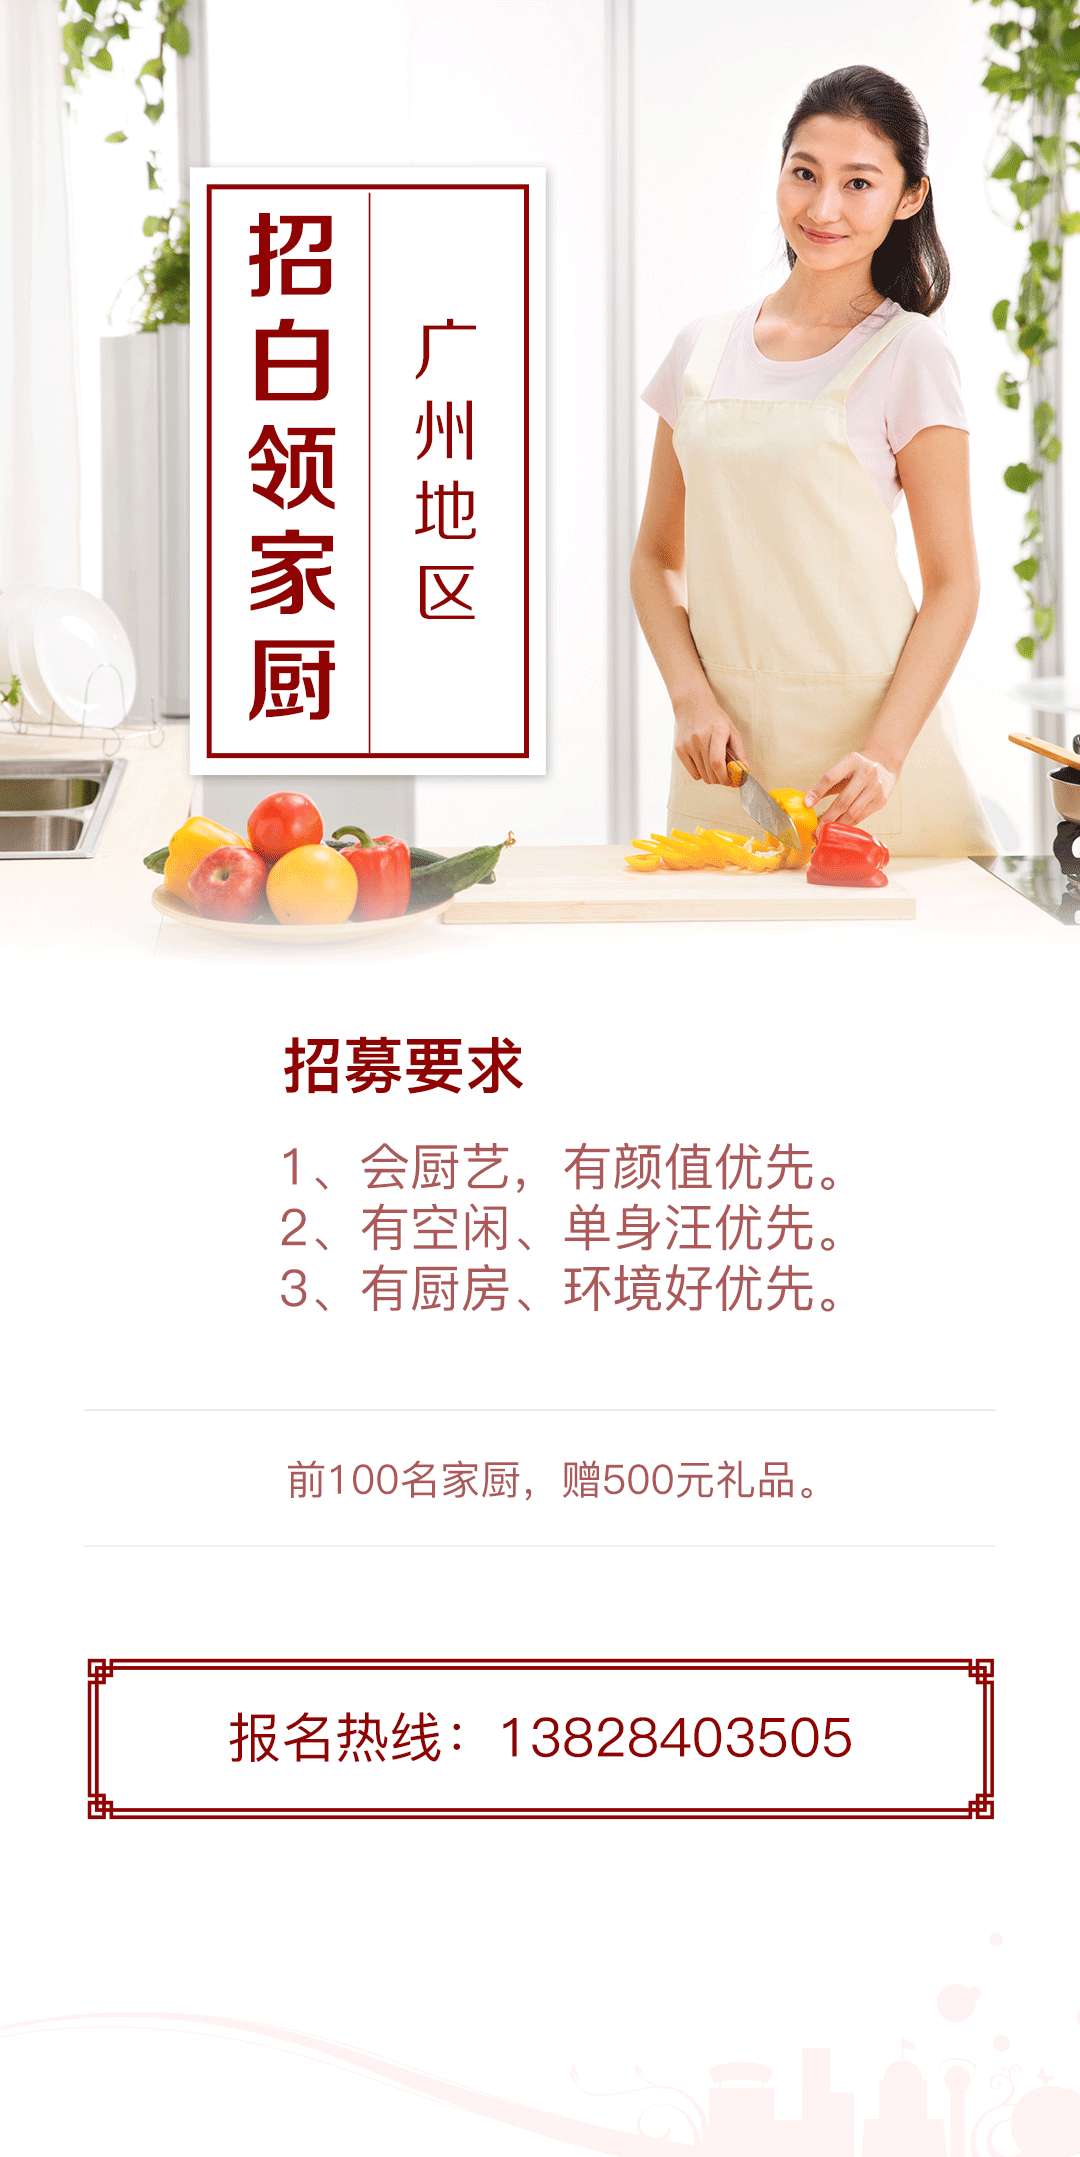 招白领家厨
广州地区
招募要求
1、会厨艺，有颜值优先。
2、有空闲、单身汪优先。
3、有厨房、环境好优先。
前100名家厨，赠500元礼品。
报名热线：13828403505